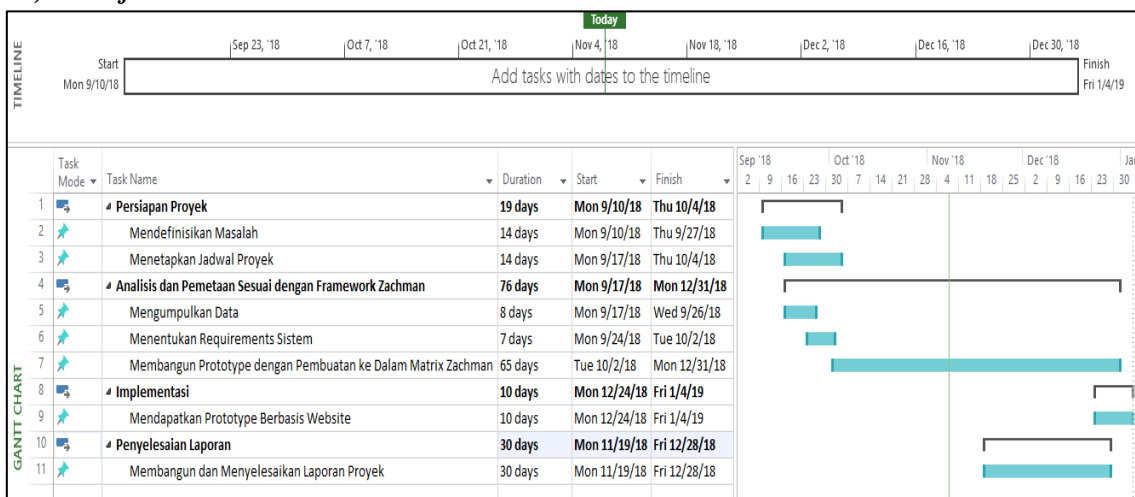 Today
Sep 23, '18 Oct 7, '18 Oct 21, '18 Nov 4, '18 Nov 18, '18 Dec 2, '18 Dec 16, '18 Dec 30, '18
TIMELINE
Start
Mon 9/10/18
Add tasks with dates to the timeline
Finish
Fri 1/4/19
Task Mode Task Name Duration Start Finish
Sep '18 Oct '18 Nov '18 Dec '18 Ja
2 9 16 23 30 7 14 21 28 4 11 18 25 2 9 16 23 30
GANTT CHART
1 Persiapan Proyek 19 days Mon 9/10/18 Thu 10/4/18
2 Mendefinisikan Masalah 14 days Mon 9/10/18 Thu 9/27/18
3 Menetapkan Jadwal Proyek 14 days Mon 9/17/18 Thu 10/4/18
4 Analisis dan Pemetaan Sesuai dengan Framework Zachman 76 days Mon 9/17/18 Mon 12/31/18
5 Mengumpulkan Data 8 days Mon 9/17/18 Wed 9/26/18
6 Menentukan Requirements Sistem 7 days Mon 9/24/18 Tue 10/2/18
7 Membangun Prototype dengan Pembuatan ke Dalam Matrix Zachman 65 days Tue 10/2/18 Mon 12/31/18
8 Implementasi 10 days Mon 12/24/18 Fri 1/4/19
9 Mendapatkan Prototype Berbasis Website 10 days Mon 12/24/18 Fri 1/4/19
10 Penyelesaian Laporan 30 days Mon 11/19/18 Fri 12/28/18
11 Membangun dan Menyelesaikan Laporan Proyek 30 days Mon 11/19/18 Fri 12/28/18